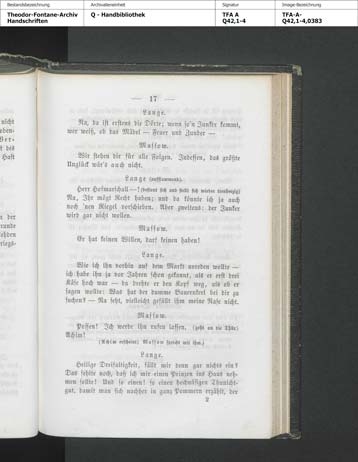 Bestandsbezeichnung
Theodor-Fontane-Archiv
Handschriften
Archivalieneinheit
Q - Handbibliothek
Signatur
TFA A
Q42,1-4
Image-Bezeichnung
TFA-A-
Q42,1-4,0383
— 17 —
Lange.
Na, da ist erstens die Dörte; wenn so'n Junker kommt,
wer weiß, ob das Mädel — Feuer und Zunder —
Massow.
Wir stehen dir für alle Folgen. Indessen, das größte
Unglück wär's auch nicht.
Lange (aufflammend).
Herr Hofmarschall —! (besinnt sich und setzt sich wieder treuherzig)
Na, Ihr mögt Recht haben; und da könnte ich ja auch
noch 'nen Riegel vorschieben. Aber zweitens: der Junker
wird gar nicht wollen.
Massow.
Er hat keinen Willen, darf keinen haben!
Lange.
Wie ich ihn vorhin auf dem Markt anreden wollte —
ich habe ihn ja vor Jahren schon gekannt, als er erst drei
Käse hoch war — da drehte er den Kopf weg, als ob er
sagen wollte: Was hat der dumme Bauernkerl bei dir zu
suchen? — Na seht, vielleicht gefällt ihm meine Nase nicht.
Massow.
Possen! Ich werde ihn rufen lassen. (geht an die Thür)
Achim!
(Achim erscheint; Massow spricht mit ihm.)
Lange.
Heilige Dreifaltigkeit, fällt mir denn gar nichts ein?
Das fehlte noch, daß ich mir einen Prinzen ins Haus neh-
men sollte! Und so einen! so einen hochnäsigen Thunicht-
gut, damit man sich nachher in ganz Pommern erzählt, der
2